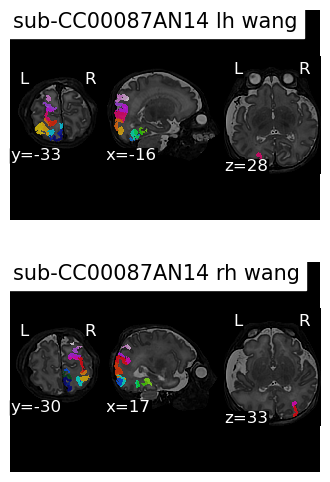 sub-CC00087AN14 lh wang
L R L R
y=-33 x=-16 z=28
sub-CC00087AN14 rh wang
L R L R
y=-30 x=17 z=33